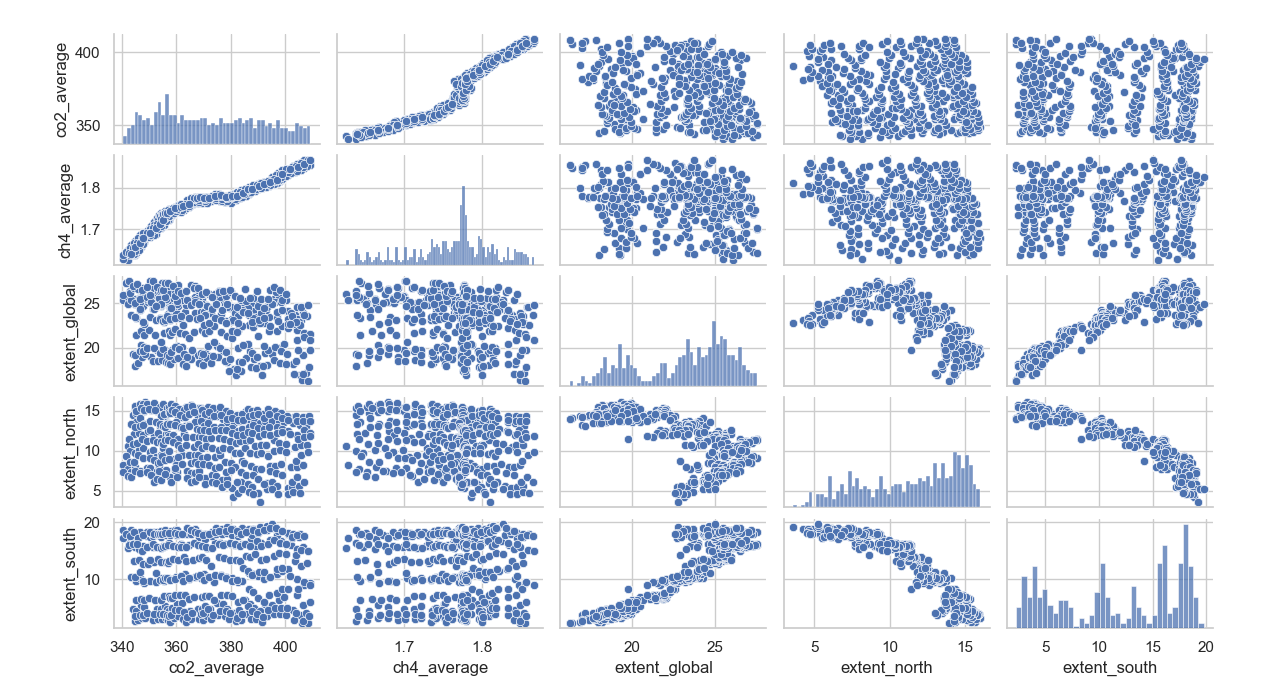 400
350
co2_average
1.8
1.7
ch4_average
25
20
extent_global
15
10
5
extent_north
20
10
extent_south
340 360 380 400 1.7 1.8 20 25 5 10 15 5 10 15 20
co2_average ch4_average extent_global extent_north extent_south